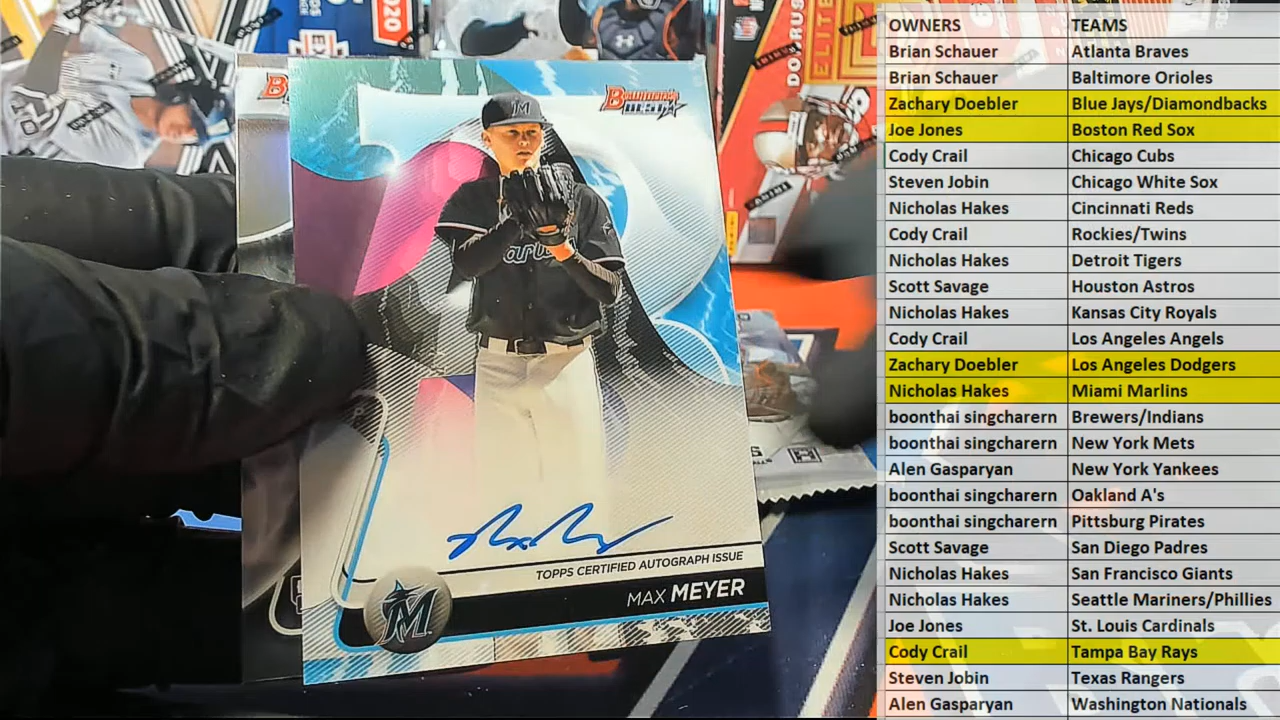 Bowman's
BEST
M
TOPPS CERTIFIED AUTOGRAPH ISSUE
MAX MEYER
M
ELITE
PANINI
OWNERS TEAMS
Brian Schauer Atlanta Braves
Brian Schauer Baltimore Orioles
Zachary Doebler Blue Jays/Diamondbacks
Joe Jones Boston Red Sox
Cody Crail Chicago Cubs
Steven Jobin Chicago White Sox
Nicholas Hakes Cincinnati Reds
Cody Crail Rockies/Twins
Nicholas Hakes Detroit Tigers
Scott Savage Houston Astros
Nicholas Hakes Kansas City Royals
Cody Crail Los Angeles Angels
Zachary Doebler Los Angeles Dodgers
Nicholas Hakes Miami Marlins
boonthai singcharern Brewers/Indians
boonthai singcharern New York Mets
Alen Gasparyan New York Yankees
boonthai singcharern Oakland A's
boonthai singcharern Pittsburg Pirates
Scott Savage San Diego Padres
Nicholas Hakes San Francisco Giants
Nicholas Hakes Seattle Mariners/Phillies
Joe Jones St. Louis Cardinals
Cody Crail Tampa Bay Rays
Steven Jobin Texas Rangers
Alen Gasparyan Washington Nationals